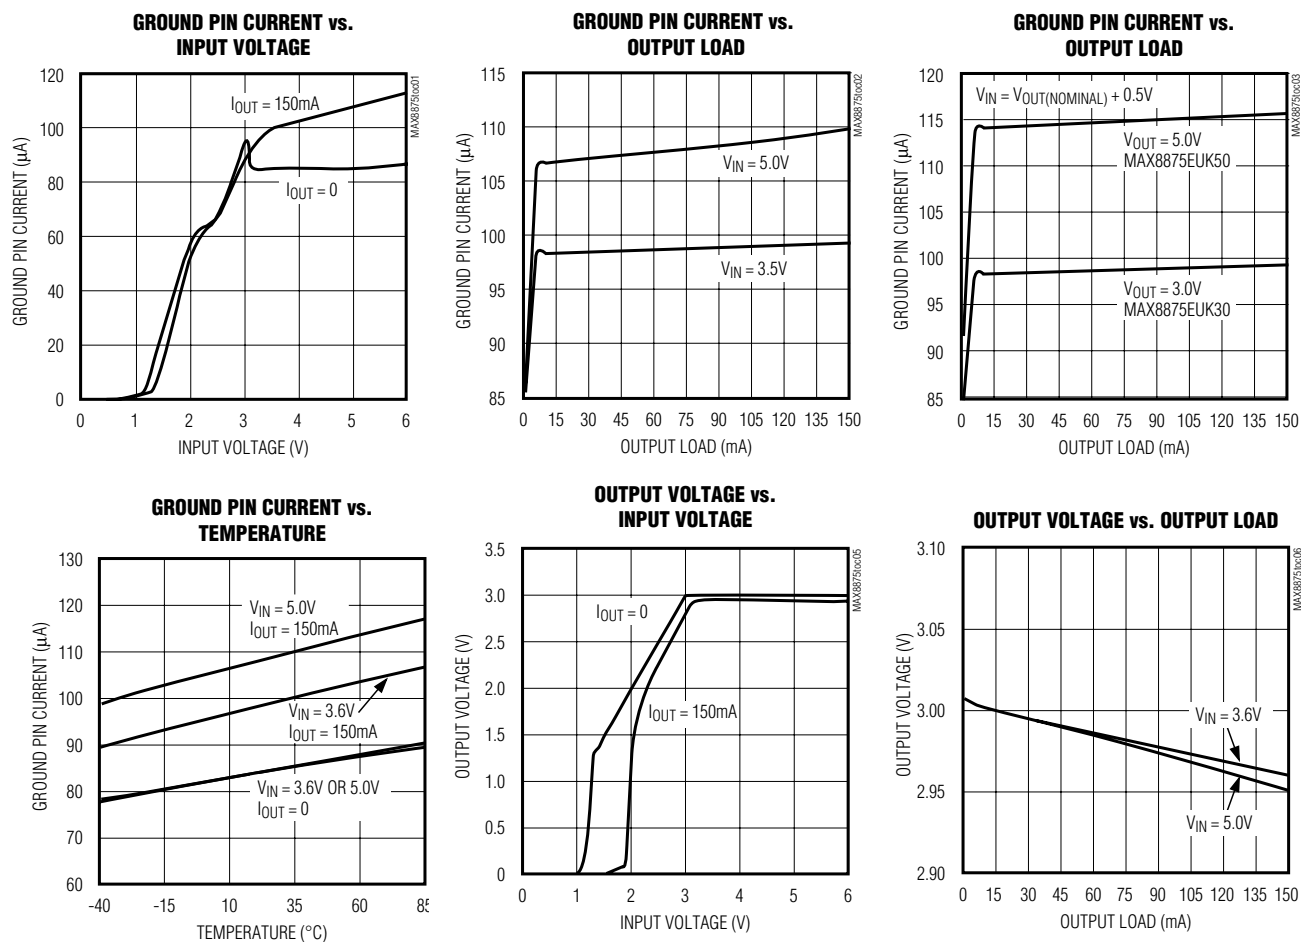 GROUND PIN CURRENT vs.
INPUT VOLTAGE
120
100
80
60
40
20
0
GROUND PIN CURRENT (µA)
IOUT = 150mA
IOUT = 0
MAX8875toc01
0 1 2 3 4 5 6
INPUT VOLTAGE (V)
GROUND PIN CURRENT vs.
OUTPUT LOAD
115
110
105
100
95
90
85
GROUND PIN CURRENT (µA)
VIN = 5.0V
VIN = 3.5V
MAX8875toc02
0 15 30 45 60 75 90 105 120 135 150
OUTPUT LOAD (mA)
GROUND PIN CURRENT vs.
OUTPUT LOAD
120
115
110
105
100
95
90
85
GROUND PIN CURRENT (µA)
VIN = VOUT(NOMINAL) + 0.5V
VOUT = 5.0V
MAX8875EUK50
VOUT = 3.0V
MAX8875EUK30
MAX8875toc03
0 15 30 45 60 75 90 105 120 135 150
OUTPUT LOAD (mA)
GROUND PIN CURRENT vs.
TEMPERATURE
130
120
110
100
90
80
70
60
GROUND PIN CURRENT (µA)
VIN = 5.0V
IOUT = 150mA
VIN = 3.6V
IOUT = 150mA
VIN = 3.6V OR 5.0V
IOUT = 0
-40 -15 10 35 60 85
TEMPERATURE (°C)
OUTPUT VOLTAGE vs.
INPUT VOLTAGE
3.5
3.0
2.5
2.0
1.5
1.0
0.5
0
OUTPUT VOLTAGE (V)
IOUT = 0
IOUT = 150mA
MAX8875toc05
0 1 2 3 4 5 6
INPUT VOLTAGE (V)
OUTPUT VOLTAGE vs. OUTPUT LOAD
3.10
3.05
3.00
2.95
2.90
OUTPUT VOLTAGE (V)
VIN = 3.6V
VIN = 5.0V
MAX8875toc06
0 15 30 45 60 75 90 105 120 135 150
OUTPUT LOAD (mA)